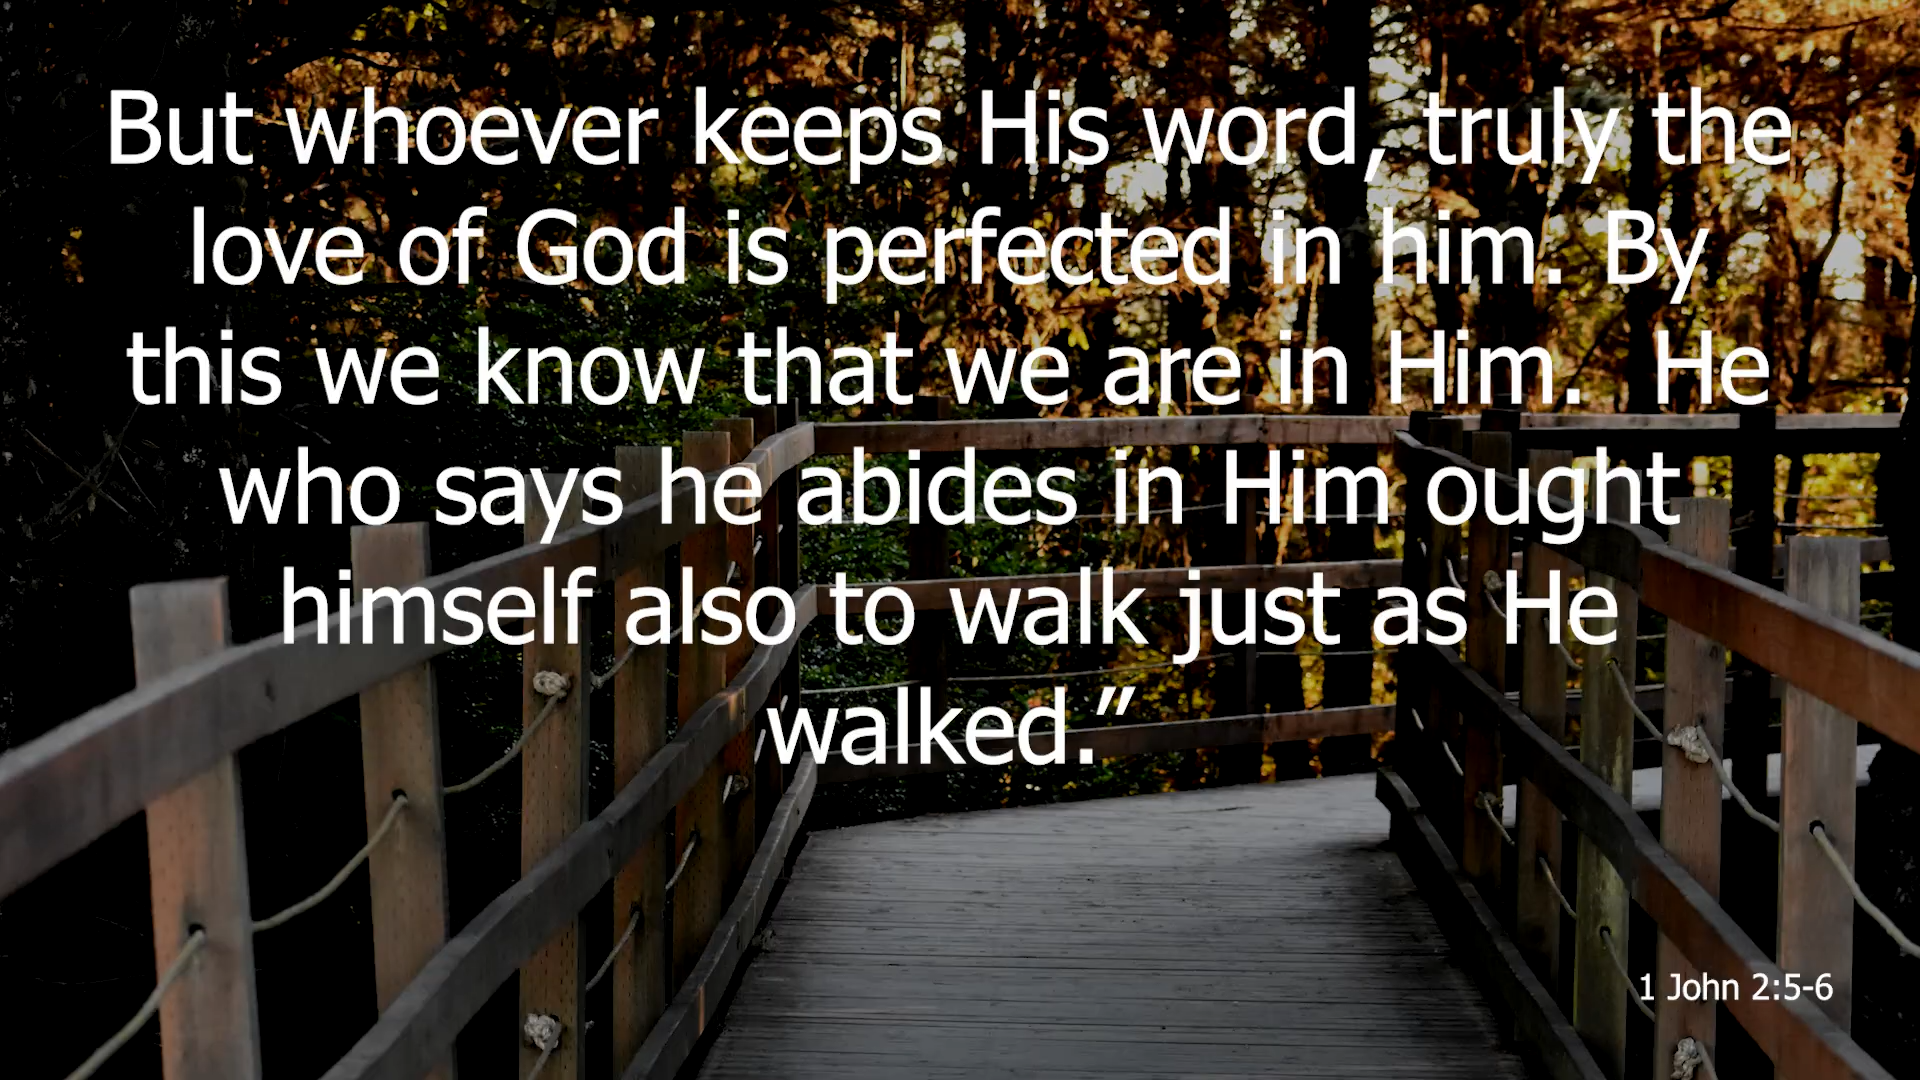 But whoever keeps His word, truly the
love of God is perfected in him. By
this we know that we are in Him.  He
who says he abides in Him ought
himself also to walk just as He
walked.”
1 John 2:5-6